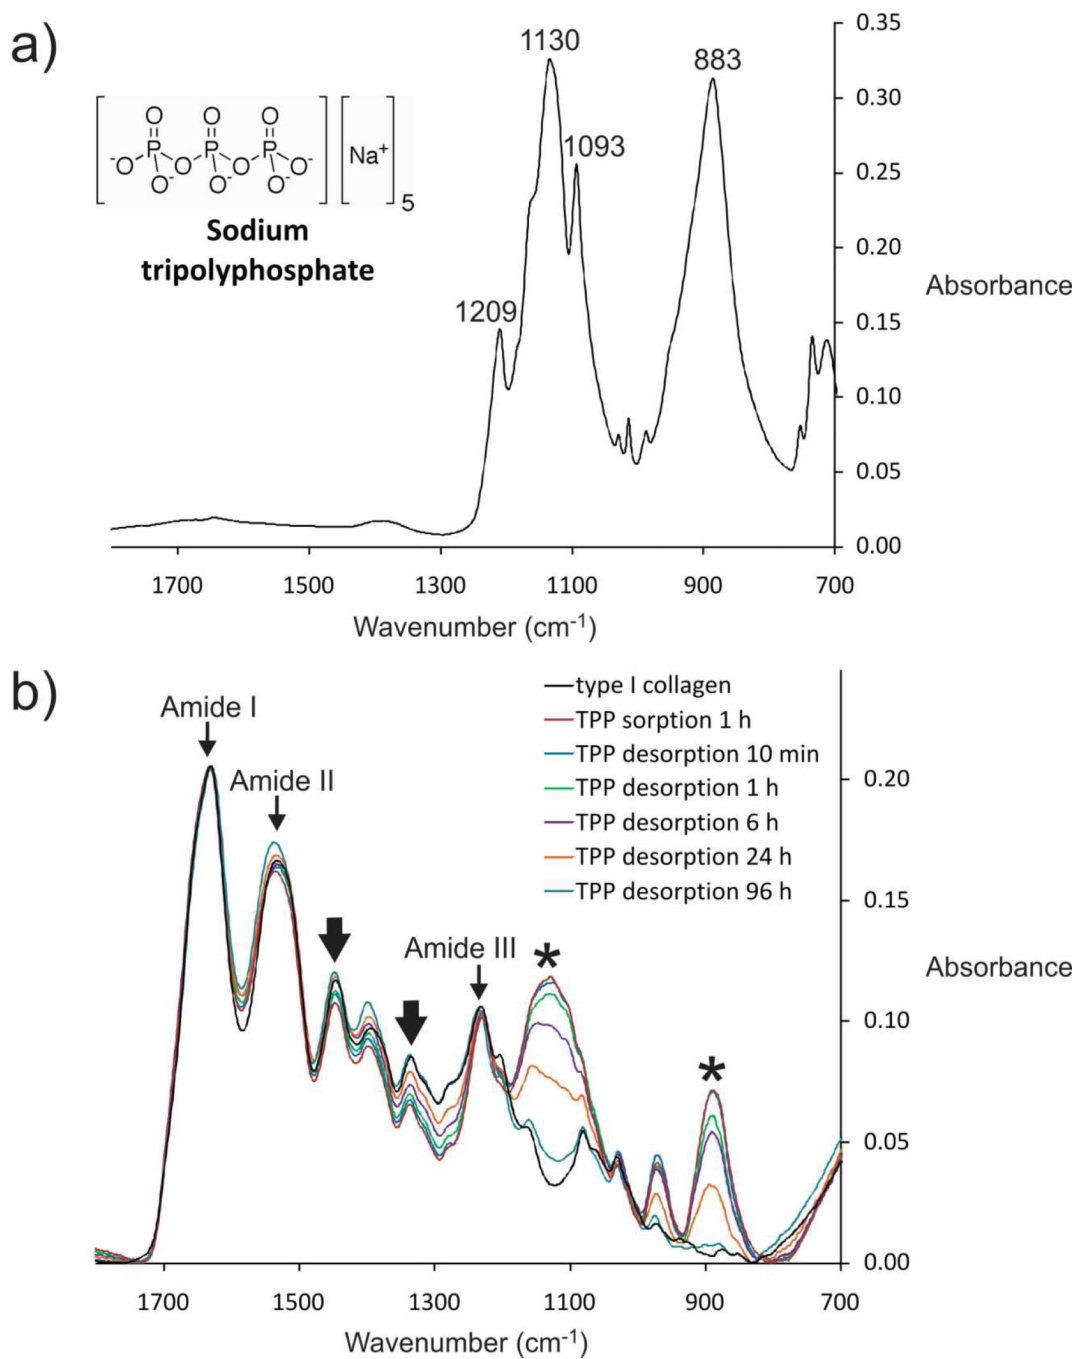 a)
1130
883
1093
1209
O O O
P P P
-O O O O-
O- O- O-
Na+
5
Sodium
tripolyphosphate
0.35
0.30
0.25
0.20
0.15
0.10
0.05
0.00
Absorbance
1700 1500 1300 1100 900 700
Wavenumber (cm-1)
b)
Amide I
Amide II
Amide III
type I collagen
TPP sorption 1 h
TPP desorption 10 min
TPP desorption 1 h
TPP desorption 6 h
TPP desorption 24 h
TPP desorption 96 h
*
*
0.20
0.15
0.10
0.05
0.00
Absorbance
1700 1500 1300 1100 900 700
Wavenumber (cm-1)